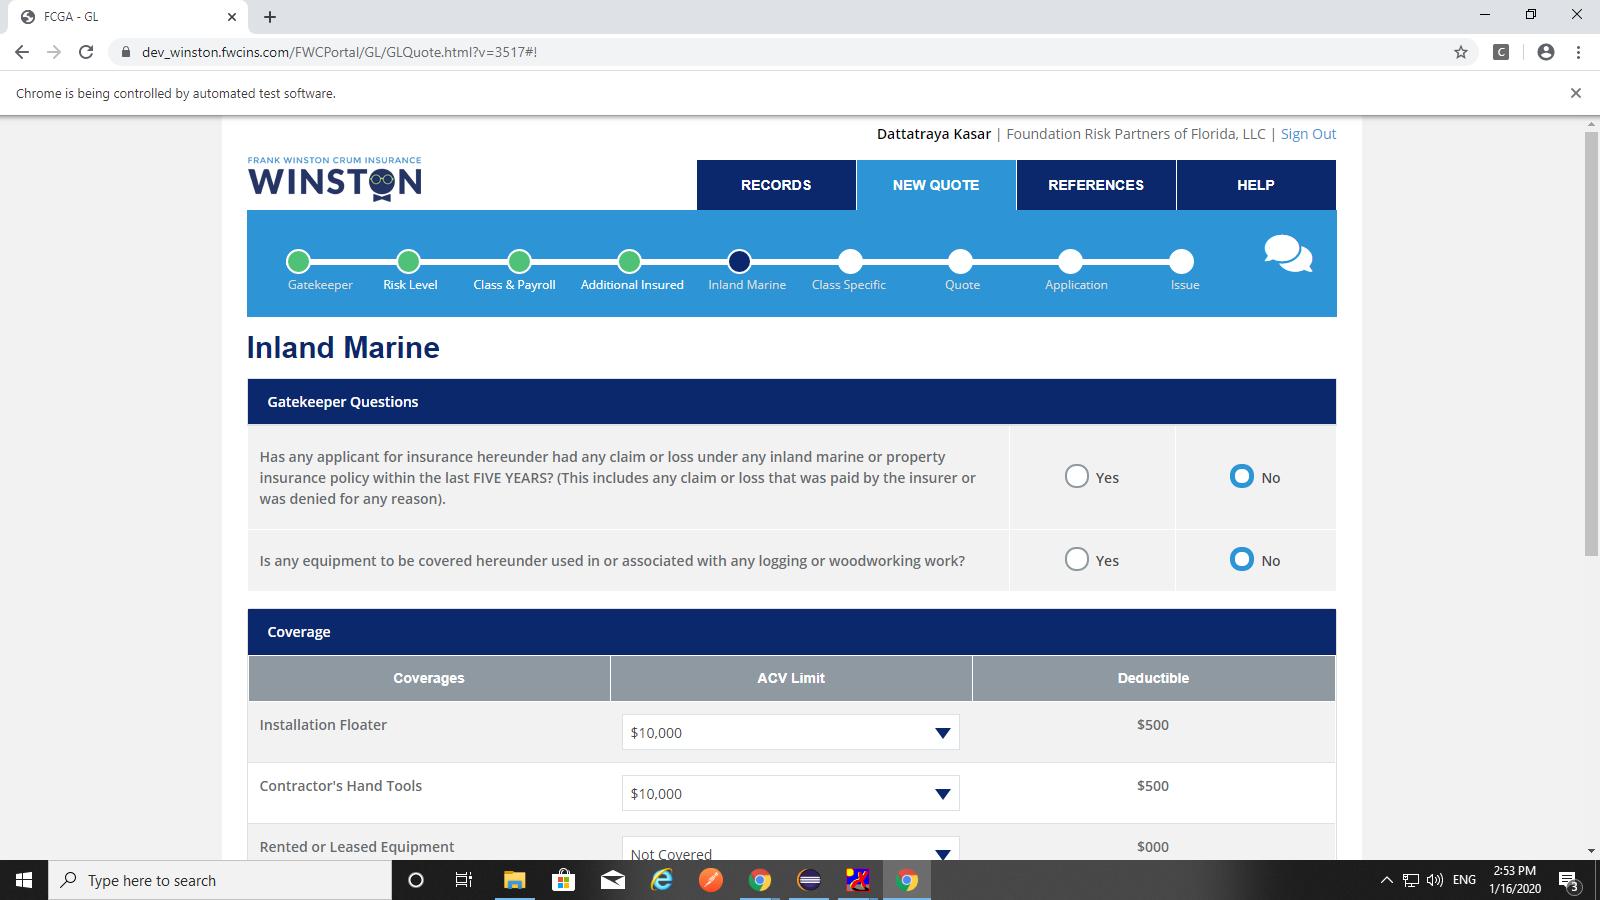 FCGA - GL
dev_winston.fwcins.com/FWCPortal/GL/GLQuote.html?v=3517#!
C
Chrome is being controlled by automated test software.
Dattatraya Kasar | Foundation Risk Partners of Florida, LLC | Sign Out
FRANK WINSTON CRUM INSURANCE
WINSTON
RECORDS
NEW QUOTE
REFERENCES
HELP
Gatekeeper
Risk Level
Class & Payroll
Additional Insured
Inland Marine
Class Specific
Quote
Application
Issue
Inland Marine
Gatekeeper Questions
Has any applicant for insurance hereunder had any claim or loss under any inland marine or property
insurance policy within the last FIVE YEARS? (This includes any claim or loss that was paid by the insurer or
was denied for any reason).
Yes
No
Is any equipment to be covered hereunder used in or associated with any logging or woodworking work?
Yes
No
Coverage
Coverages
ACV Limit
Deductible
Installation Floater
$10,000
$500
Contractor's Hand Tools
$10,000
$500
Rented or Leased Equipment
Not Covered
$000
Type here to search
ENG
2:53 PM
1/16/2020
3